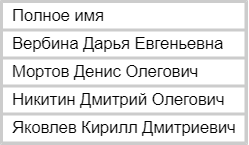 Полное имя
Вербина Дарья Евгеньевна
Мортов Денис Олегович
Никитин Дмитрий Олегович
Яковлев Кирилл Дмитриевич